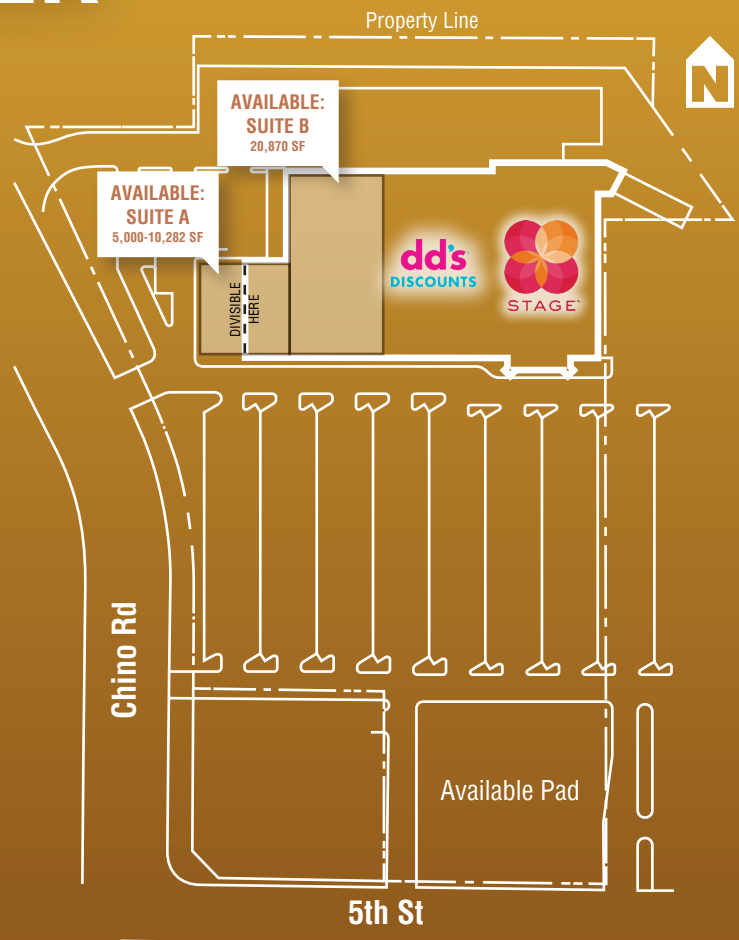 Property Line
N
AVAILABLE:
SUITE B
20,870 SF
AVAILABLE:
SUITE A
5,000-10,282 SF
DIVISIBLE
HERE
dd's
DISCOUNTS
STAGE
Chino Rd
Available Pad
5th St